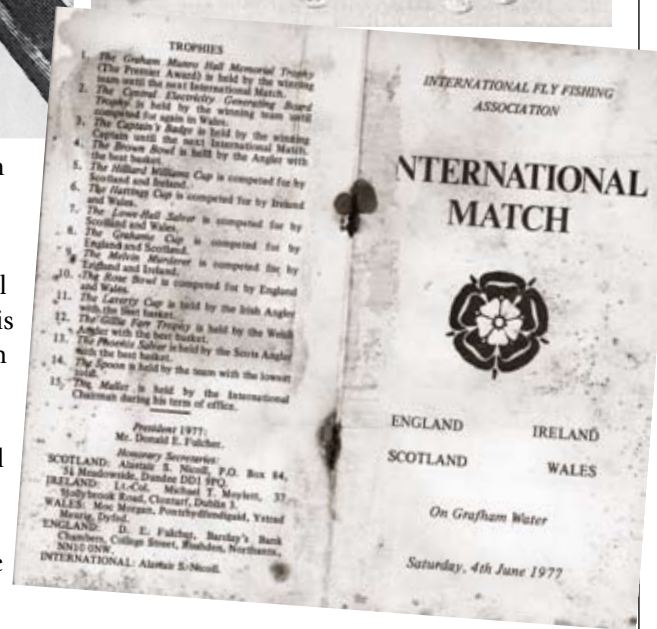 TROPHIES
1. The Graham Munro Hall Memorial Trophy
(The Premier Award) is held by the winning
team until the next International Match.
2. The Central Electricity Generating Board
Trophy is held by the winning team until
competed for again in Wales.
3. The Captain's Badge is held by the winning
Captain until the next International Match.
4. The Brown Bowl is held by the Angler with
the best basket.
5. The Hilliard Williams Cup is competed for by
Scotland and Ireland.
6. The Hastings Cup is competed for by Ireland
and Wales.
7. The Lowe-Hall Salver is competed for by
Scotland and Wales.
8. The Grahame Cup is competed for by
England and Scotland.
9. The Melvin Murderer is competed for by
England and Ireland.
10. The Rose Bowl is competed for by England
and Wales.
11. The Laverty Cup is held by the Irish Angler
with the best basket.
12. The Gillie Farr Trophy is held by the Welsh
Angler with the best basket.
13. The Phoenix Salver is held by the Scots Angler
with the best basket.
14. The Spoon is held by the team with the lowest
total.
15. The Mallet is held by the International
Chairman during his term of office.
President 1977:
Mr. Donald E. Fulcher.
Honorary Secretaries:
SCOTLAND: Alastair S. Nicoll, P.O. Box 84,
51 Meadowside, Dundee DD1 9PQ.
IRELAND: Lt.-Col. Michael T. Moylett, 37
Hollybrook Road, Clontarf, Dublin 3.
WALES: Moc Morgan, Pontrhydfendigaid, Ystrad
Meurig, Dyfed.
ENGLAND: D. E. Fulcher, Barclay's Bank
Chambers, College Street, Rushden, Northants,
NN10 0NW.
INTERNATIONAL: Alastair S. Nicoll.
INTERNATIONAL FLY FISHING
ASSOCIATION
NTERNATIONAL
MATCH
ENGLAND IRELAND
SCOTLAND WALES
On Grafham Water
Saturday, 4th June 1977